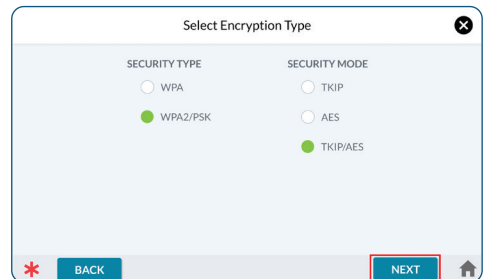 Select Encryption Type
SECURITY TYPE
WPA
WPA2/PSK
SECURITY MODE
TKIP
AES
TKIP/AES
BACK
NEXT